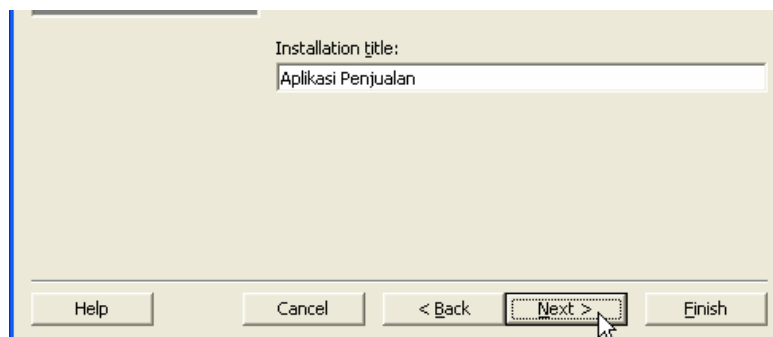 Installation title:
Aplikasi Penjualan
Help Cancel < Back Next > Finish